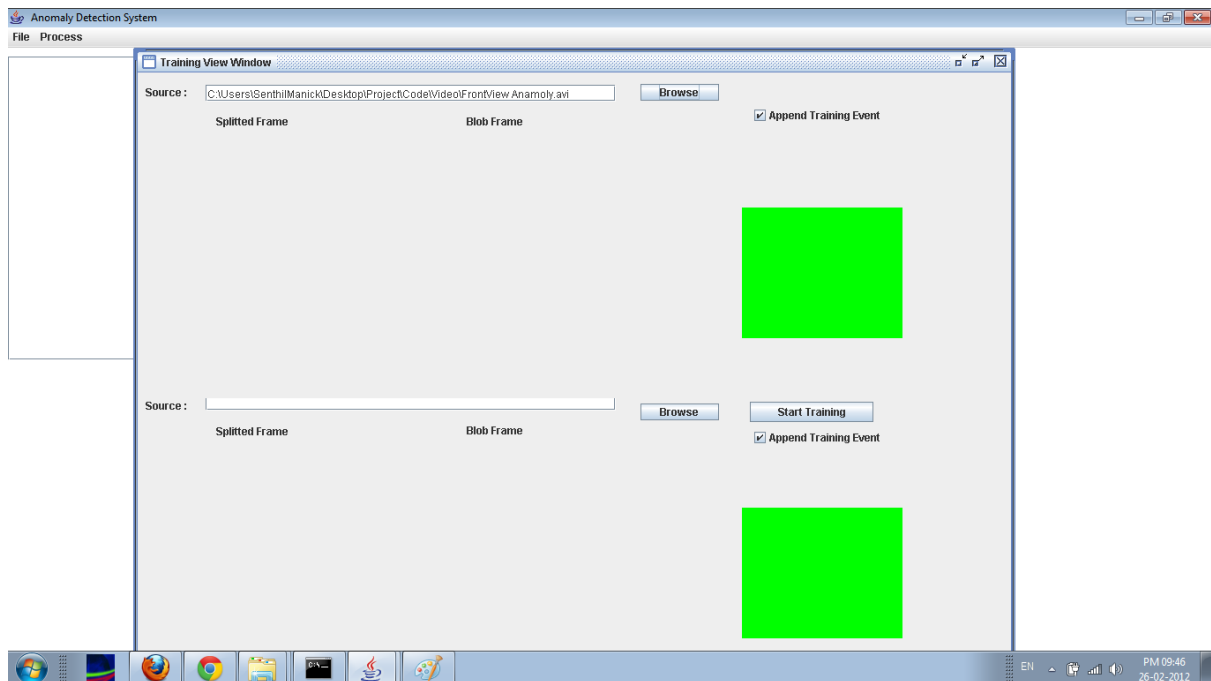 Anomaly Detection System
File Process
Training View Window
Source : C:\Users\SenthilManick\Desktop\Project\Code\Video\FrontView Anamoly.avi Browse
Append Training Event
Splitted Frame Blob Frame
Source : Browse Start Training
Splitted Frame Blob Frame
Append Training Event
C:\
EN PM 09:46
26-02-2012